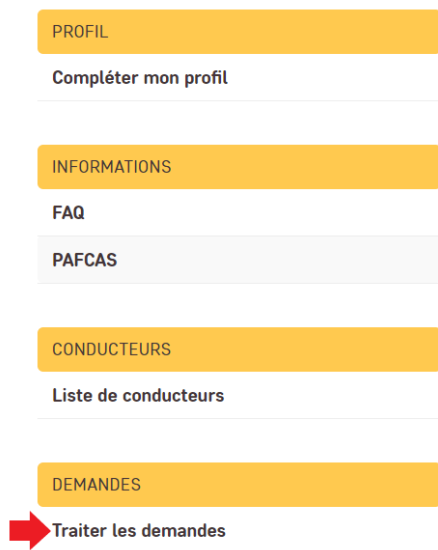 PROFIL
Compléter mon profil
INFORMATIONS
FAQ
PAFCAS
CONDUCTEURS
Liste de conducteurs
DEMANDES
Traiter les demandes